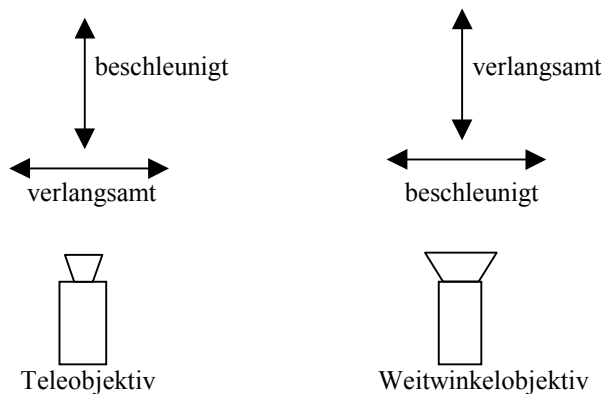 beschleunigt
verlangsamt
Teleobjektiv
verlangsamt
beschleunigt
Weitwinkelobjektiv